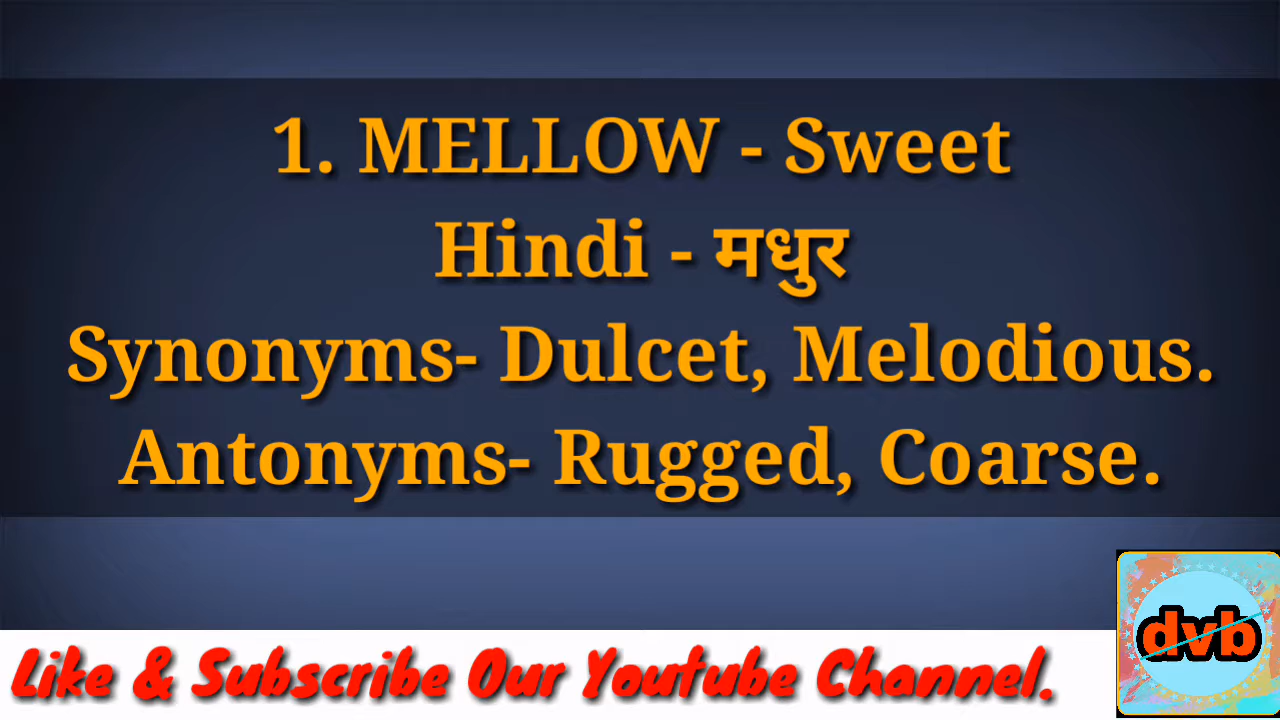 1. MELLOW - Sweet
Hindi - मधुर
Synonyms- Dulcet, Melodious.
Antonyms- Rugged, Coarse.
Like & Subscribe Our Youtube Channel.
dvb